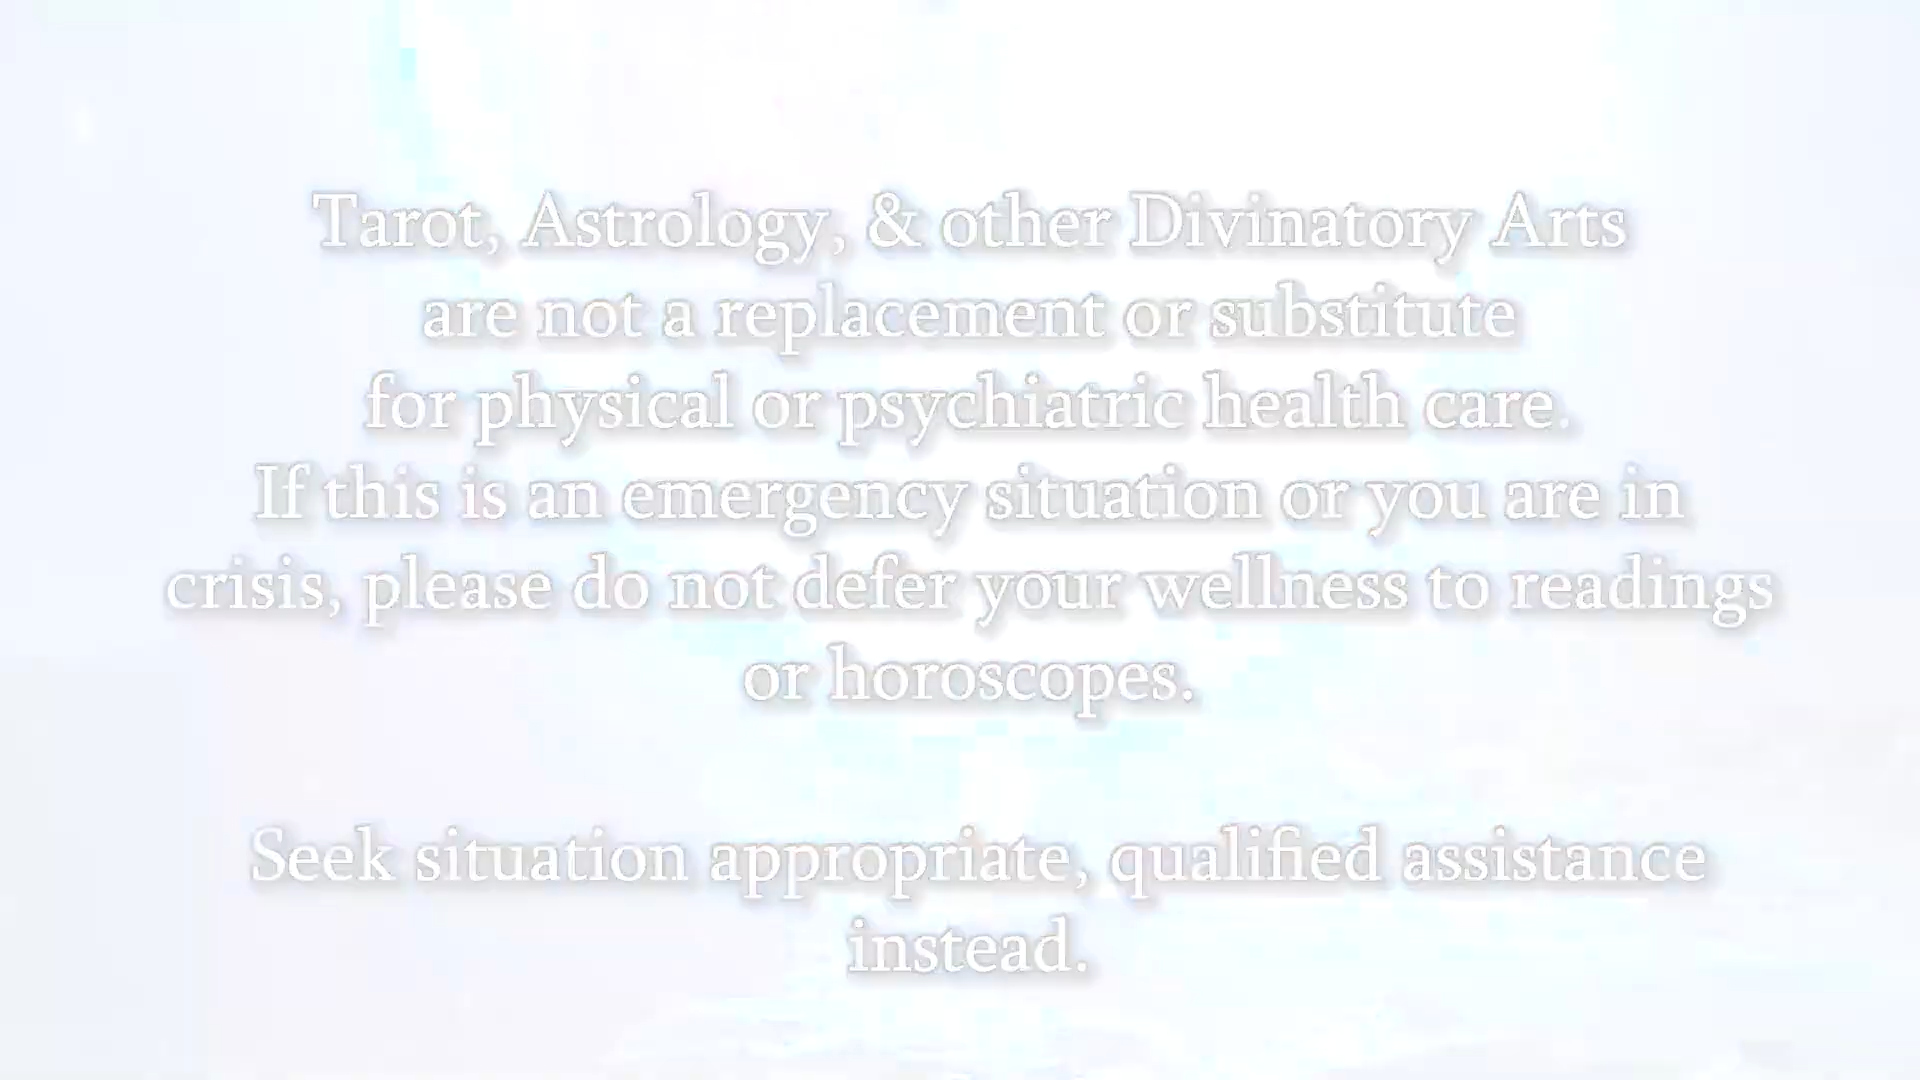 Tarot, Astrology, & other Divinatory Arts
are not a replacement or substitute
for physical or psychiatric health care.
If this is an emergency situation or you are in
crisis, please do not defer your wellness to readings
or horoscopes.
Seek situation appropriate, qualified assistance
instead.